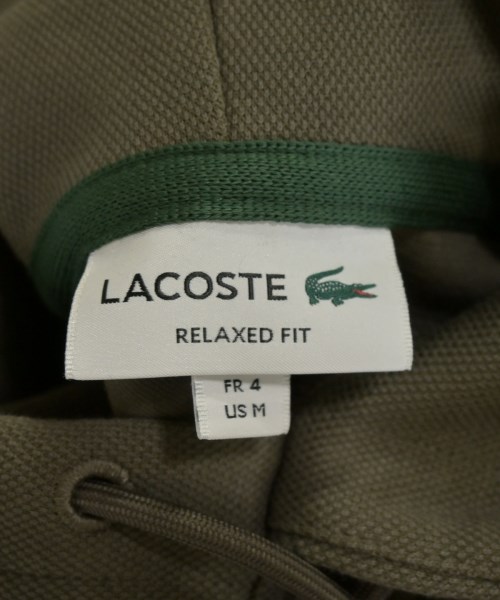 LACOSTE
RELAXED FIT
FR 4
US M